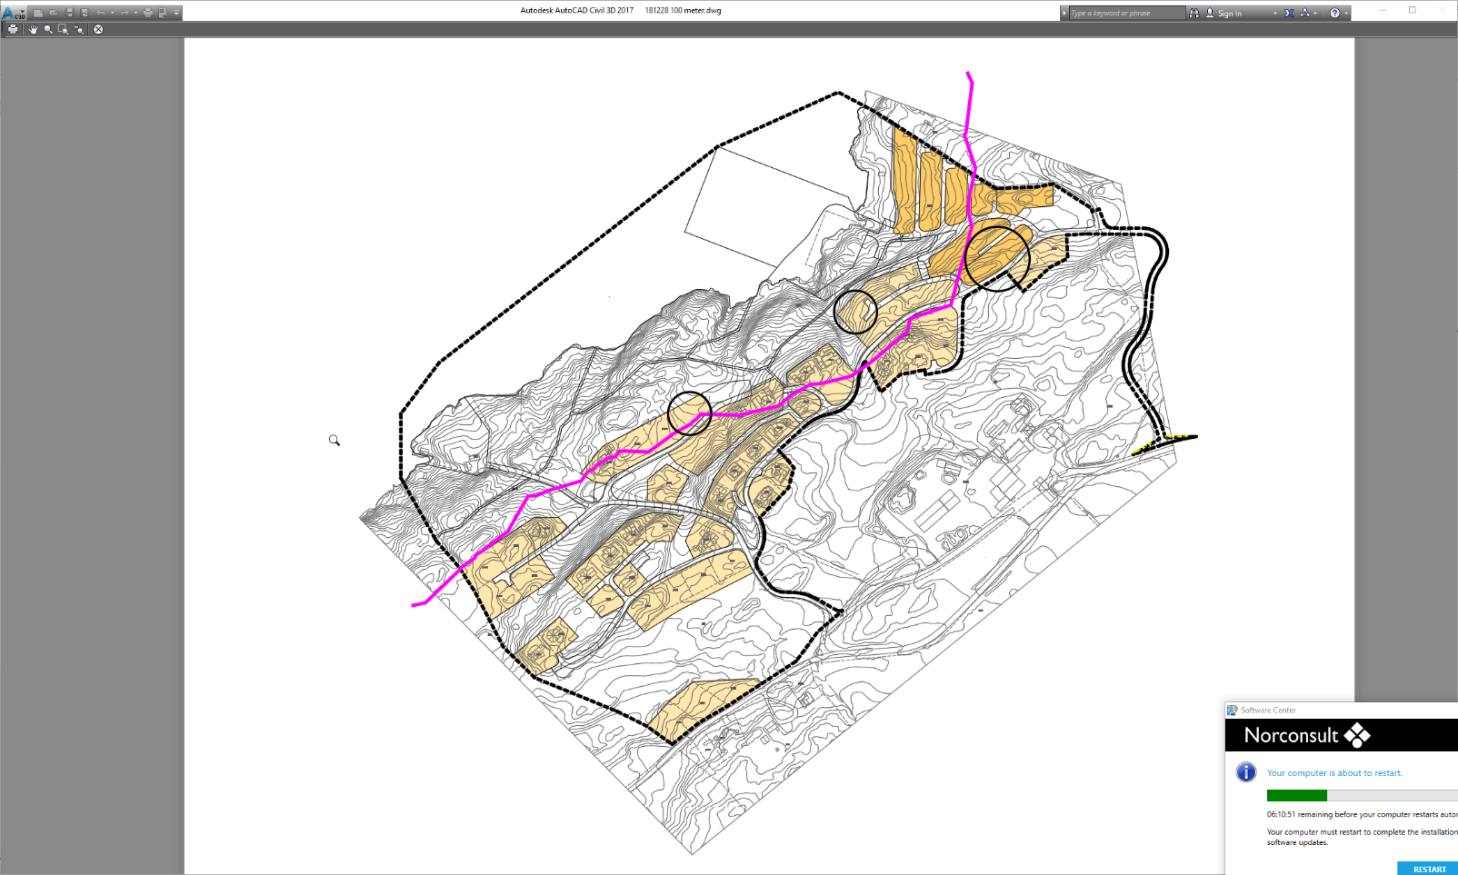 Autodesk AutoCAD Civil 3D 2017 181228 100 meter.dwg
Type a keyword or phrase
Sign In
Software Center
Norconsult
Your computer is about to restart.
06:10:51 remaining before your computer restarts autor
Your computer must restart to complete the installation
software updates.
RESTART